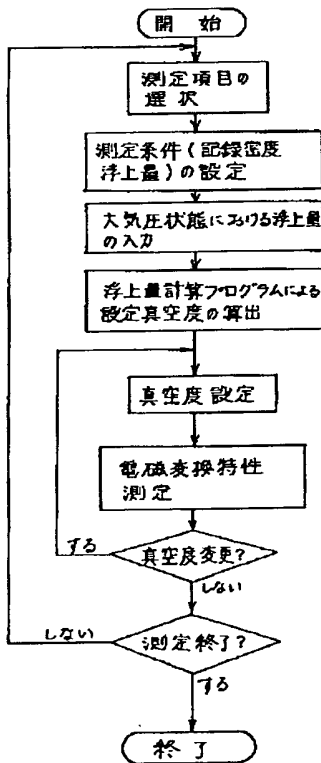 開始
測定項目の
選択
測定条件(記録密度
浮上量)の設定
大気圧状態における浮上量
の入力
浮上量計算プログラムによる
設定真空度の算出
真空度設定
電磁変換特性
測定
する
真空度変更?
しない
しない
測定終了?
する
終了